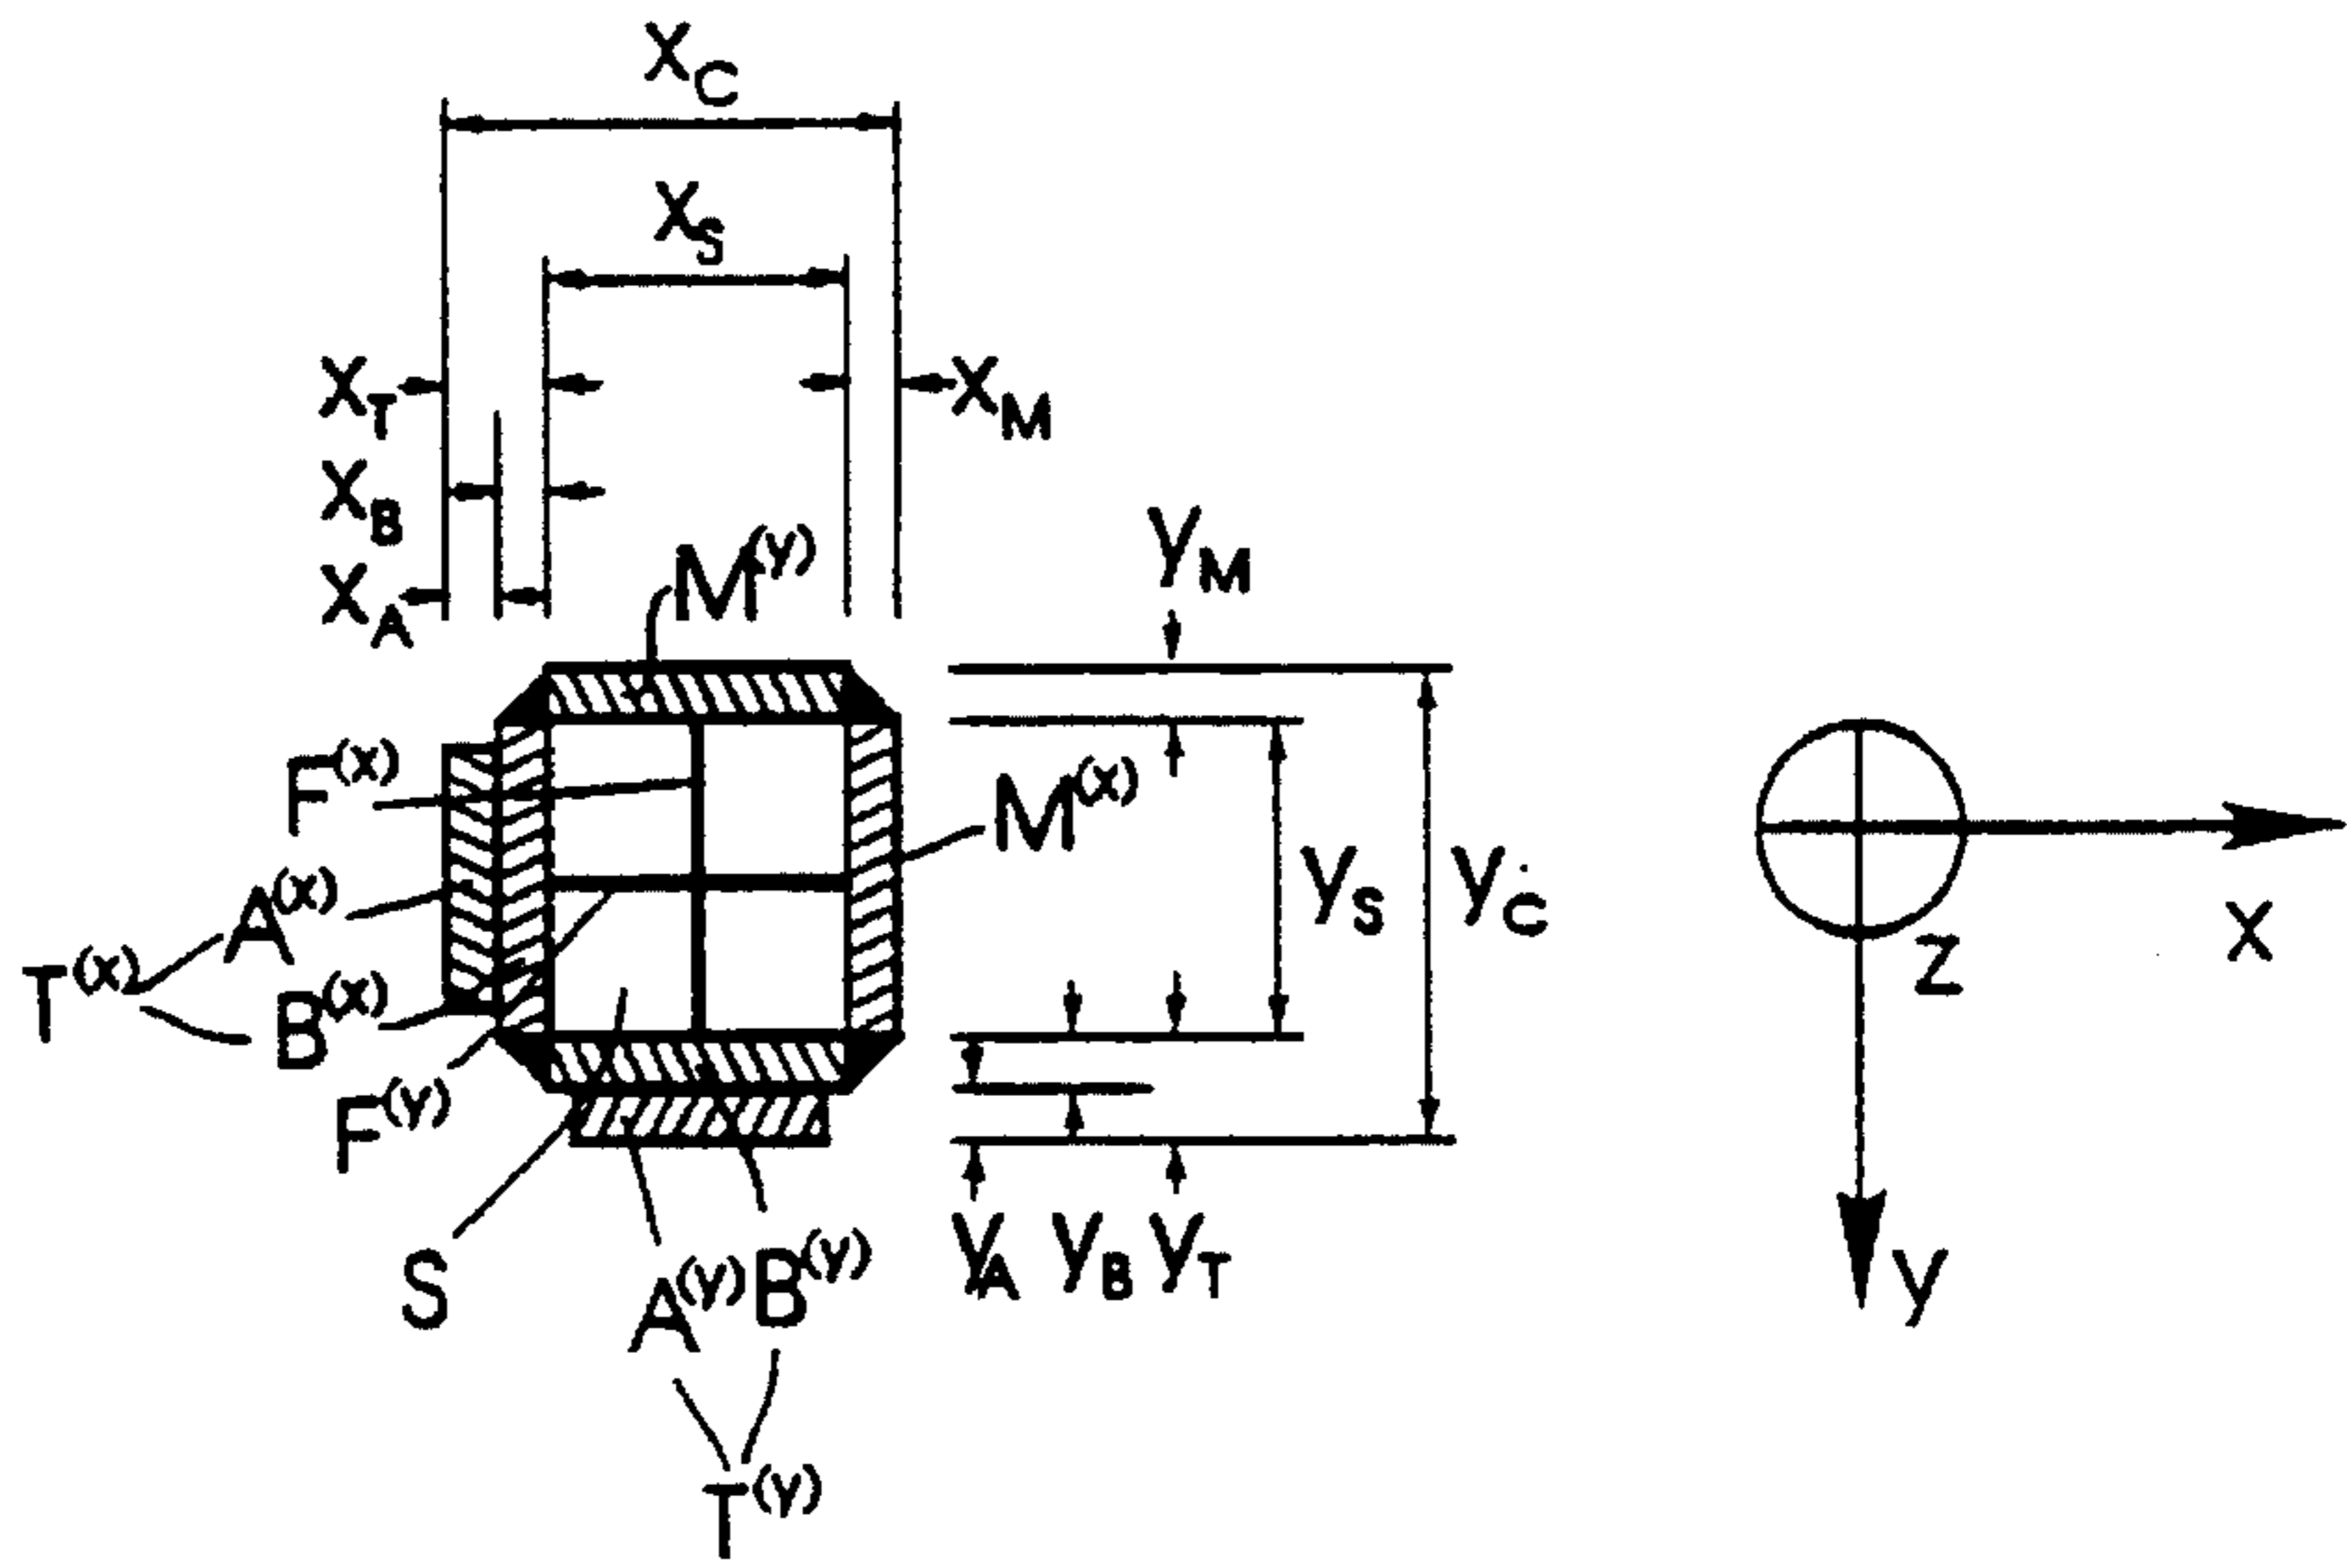 X_C
X_S
X_T
X_M
X_B
X_A
M^(y)
y_M
F^(x)
M^(x)
A^(x)
T^(x)
B^(x)
F^(y)
y_S
y_C
X
Z
S
A^(y)
B^(y)
y_A
y_B
y_T
y
T^(y)